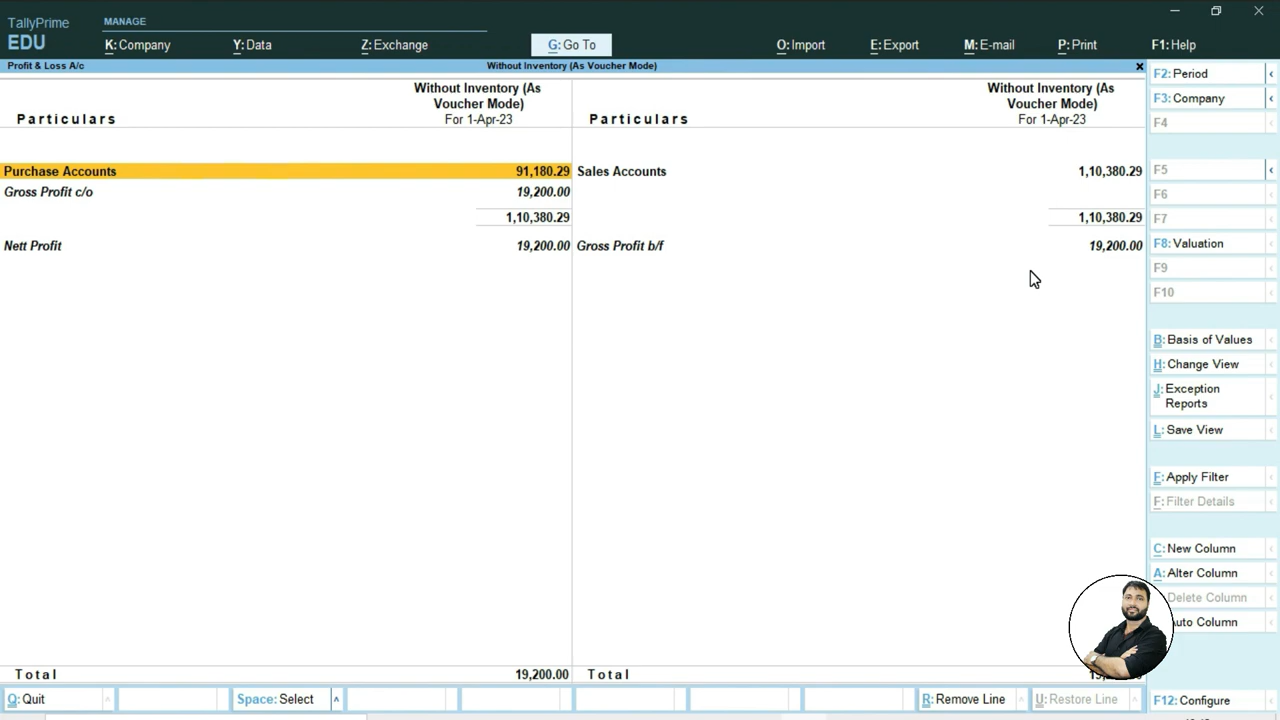 TallyPrime
EDU
MANAGE
K: Company
Y: Data
Z: Exchange
G: Go To
O: Import
E: Export
M: E-mail
P: Print
F1: Help
Profit & Loss A/c
Without Inventory (As Voucher Mode)
×
Particulars
Without Inventory (As
Voucher Mode)
For 1-Apr-23
Particulars
Without Inventory (As
Voucher Mode)
For 1-Apr-23
Purchase Accounts 91,180.29
Sales Accounts 1,10,380.29
Gross Profit c/o 19,200.00
1,10,380.29
1,10,380.29
Nett Profit 19,200.00
Gross Profit b/f 19,200.00
Total 19,200.00
Total
F2: Period
F3: Company
F4
F5
F6
F7
F8: Valuation
F9
F10
B: Basis of Values
H: Change View
J: Exception
Reports
L: Save View
F: Apply Filter
F: Filter Details
C: New Column
A: Alter Column
Delete Column
Auto Column
F12: Configure
Q: Quit
Space: Select
R: Remove Line
U: Restore Line